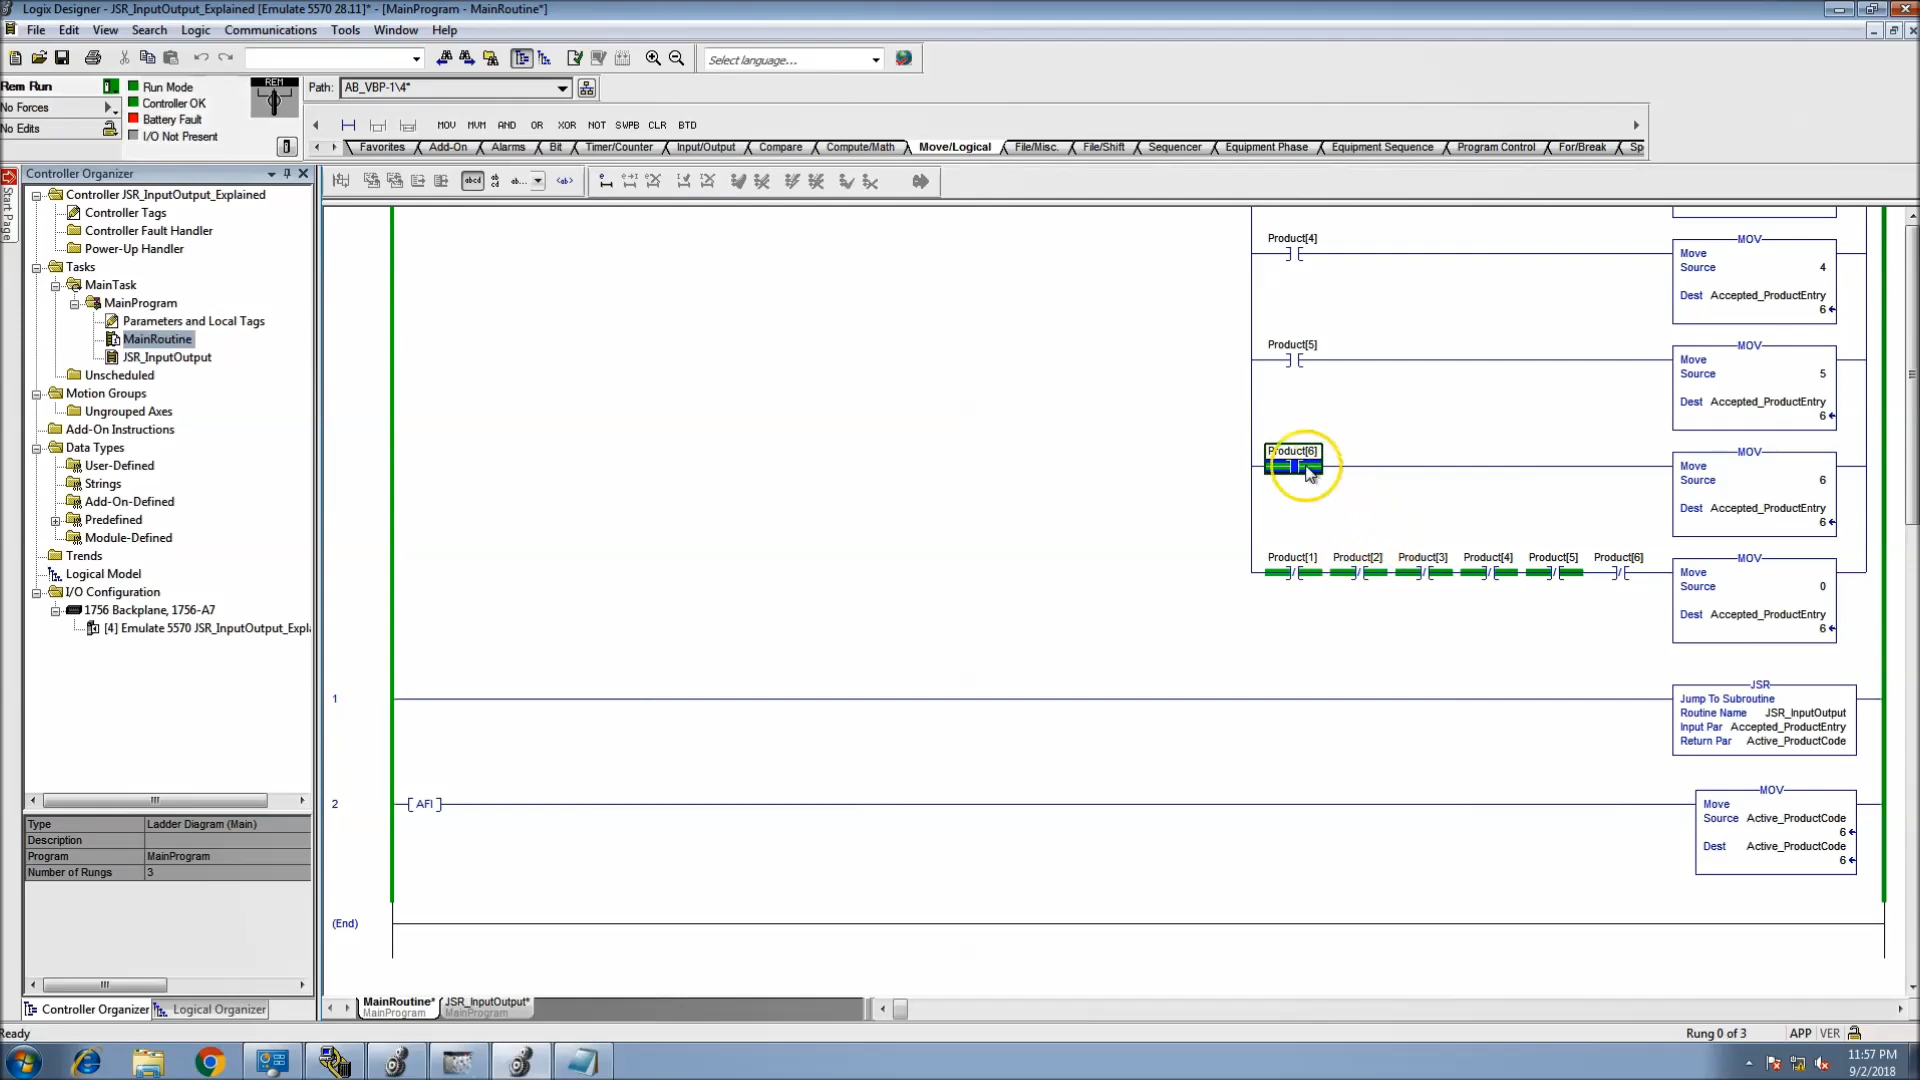 Logix Designer - JSR_InputOutput_Explained [Emulate 5570 28.11]* - [MainProgram - MainRoutine*]
File Edit View Search Logic Communications Tools Window Help
Select language...
Rem Run
No Forces
No Edits
Run Mode
Controller OK
Battery Fault
I/O Not Present
REM
Path: AB_VBP-1\4*
MOV MVM AND OR XOR NOT SWPB CLR BTD
Favorites Add-On Alarms Bit Timer/Counter Input/Output Compare Compute/Math Move/Logical File/Misc. File/Shift Sequencer Equipment Phase Equipment Sequence Program Control For/Break Sp
Start Page
Controller Organizer
Controller JSR_InputOutput_Explained
Controller Tags
Controller Fault Handler
Power-Up Handler
Tasks
MainTask
MainProgram
Parameters and Local Tags
MainRoutine
JSR_InputOutput
Unscheduled
Motion Groups
Ungrouped Axes
Add-On Instructions
Data Types
User-Defined
Strings
Add-On-Defined
Predefined
Module-Defined
Trends
Logical Model
I/O Configuration
1756 Backplane, 1756-A7
[4] Emulate 5570 JSR_InputOutput_Expl
Type Ladder Diagram (Main)
Description
Program MainProgram
Number of Rungs 3
Controller Organizer Logical Organizer
abcd
Product[4]
MOV
Move
Source 4
Dest Accepted_ProductEntry
6
Product[5]
MOV
Move
Source 5
Dest Accepted_ProductEntry
6
Product[6]
MOV
Move
Source 6
Dest Accepted_ProductEntry
6
Product[1] Product[2] Product[3] Product[4] Product[5] Product[6]
MOV
Move
Source 0
Dest Accepted_ProductEntry
6
1
JSR
Jump To Subroutine
Routine Name JSR_InputOutput
Input Par Accepted_ProductEntry
Return Par Active_ProductCode
2
AFI
MOV
Move
Source Active_ProductCode
6
Dest Active_ProductCode
6
(End)
MainRoutine*
MainProgram
JSR_InputOutput*
MainProgram
Ready
Rung 0 of 3 APP VER
11:57 PM
9/2/2018